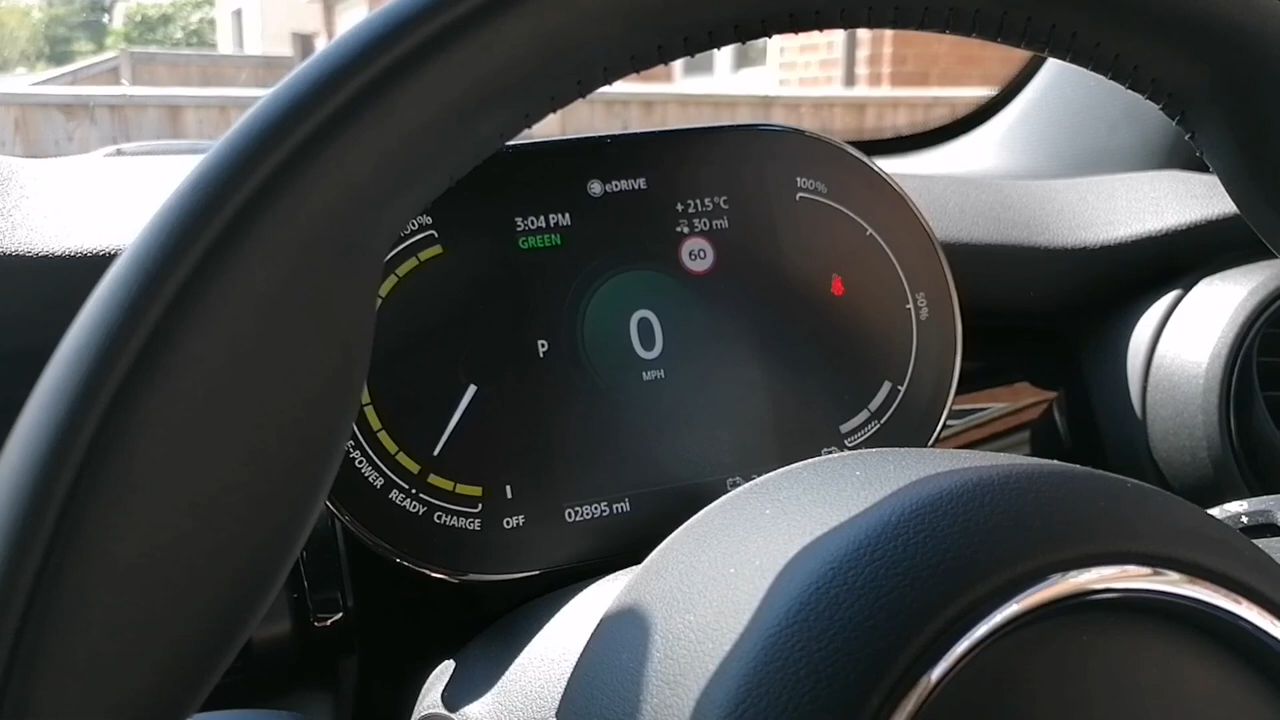 eDRIVE
100%
3:04 PM
GREEN
+ 21.5°C
30 mi
60
100%
50%
P
0
MPH
E-POWER
READY
CHARGE
OFF
02895 mi